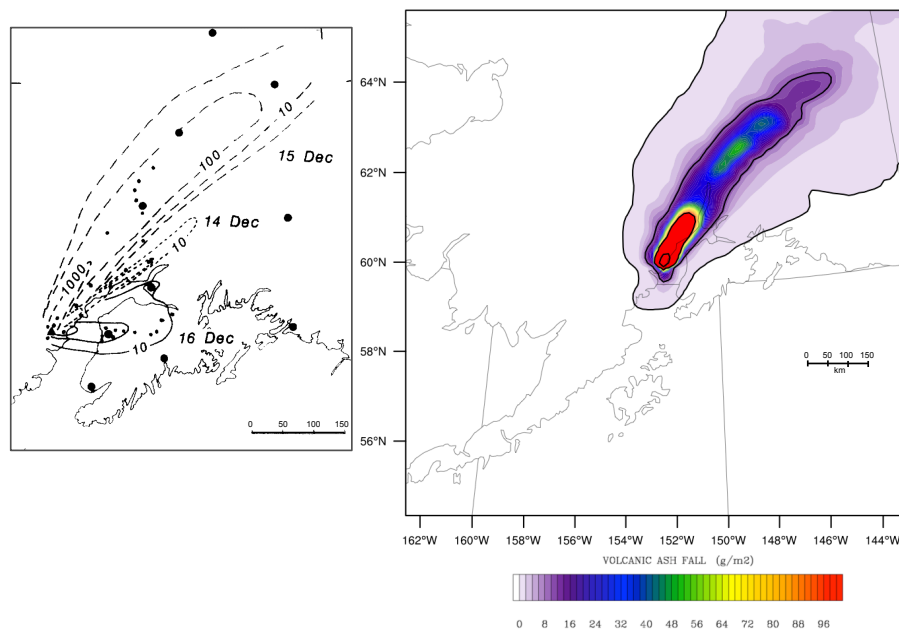 10
15 Dec
100
14 Dec
10
1000?
16 Dec
10
0 50 100 150
64°N
62°N
60°N
58°N
56°N
0 50 100 150
km
162°W 160°W 156°W 154°W 152°W 150°W 148°W 144°W
VOLCANIC ASH FALL (g/m2)
0 8 16 24 32 40 48 56 64 72 80 88 96